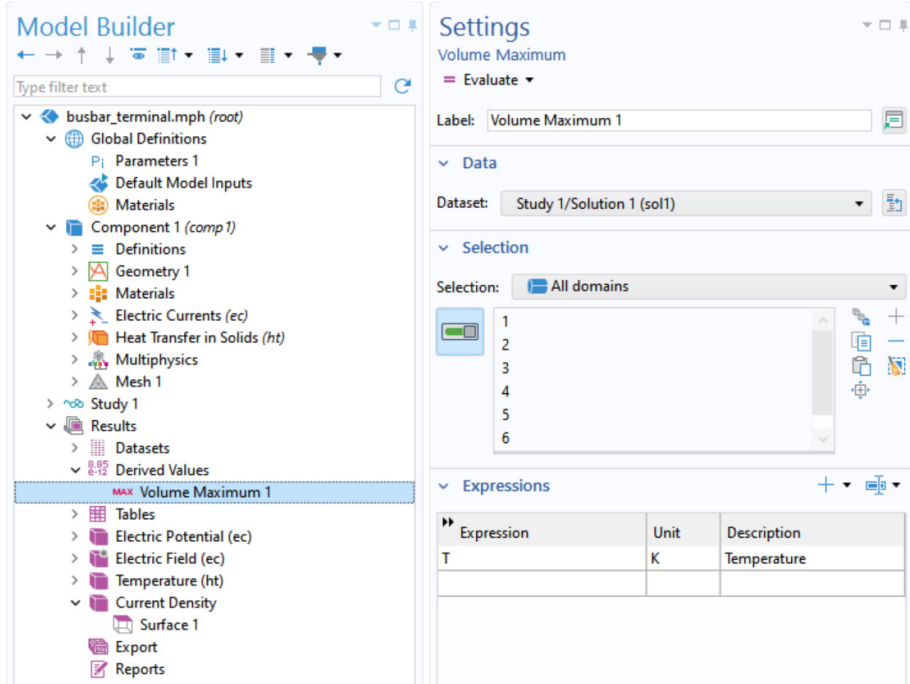 Model Builder
Type filter text
busbar_terminal.mph (root)
Global Definitions
Pi Parameters 1
Default Model Inputs
Materials
Component 1 (comp1)
Definitions
Geometry 1
Materials
Electric Currents (ec)
Heat Transfer in Solids (ht)
Multiphysics
Mesh 1
Study 1
Results
Datasets
8.85
e-12 Derived Values
MAX Volume Maximum 1
Tables
Electric Potential (ec)
Electric Field (ec)
Temperature (ht)
Current Density
Surface 1
Export
Reports
Settings
Volume Maximum
= Evaluate
Label: Volume Maximum 1
Data
Dataset: Study 1/Solution 1 (sol1)
Selection
Selection: All domains
1
2
3
4
5
6
Expressions
Expression Unit Description
T K Temperature